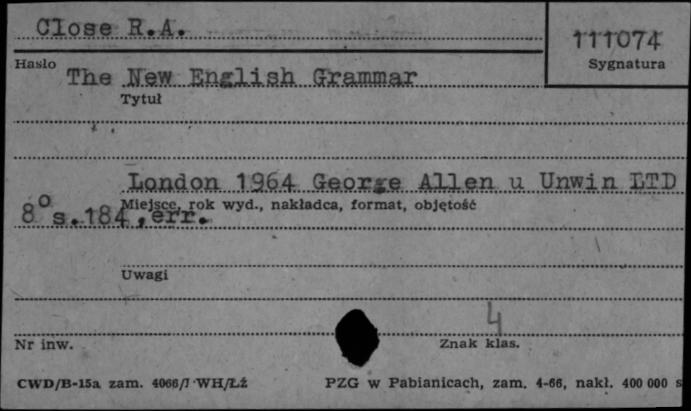 Close R.A.
111074
Hasło
Sygnatura
The New English Grammar
Tytuł
London 1964 George Allen u Unwin LTD
Miejsce, rok wyd., nakładca, format, objętość
8° s.184,err.
Uwagi
4
Nr inw.
Znak klas.
CWD/B-15a zam. 4066/I WH/Łż
PZG w Pabianicach, zam. 4-66, nakł. 400 000 s